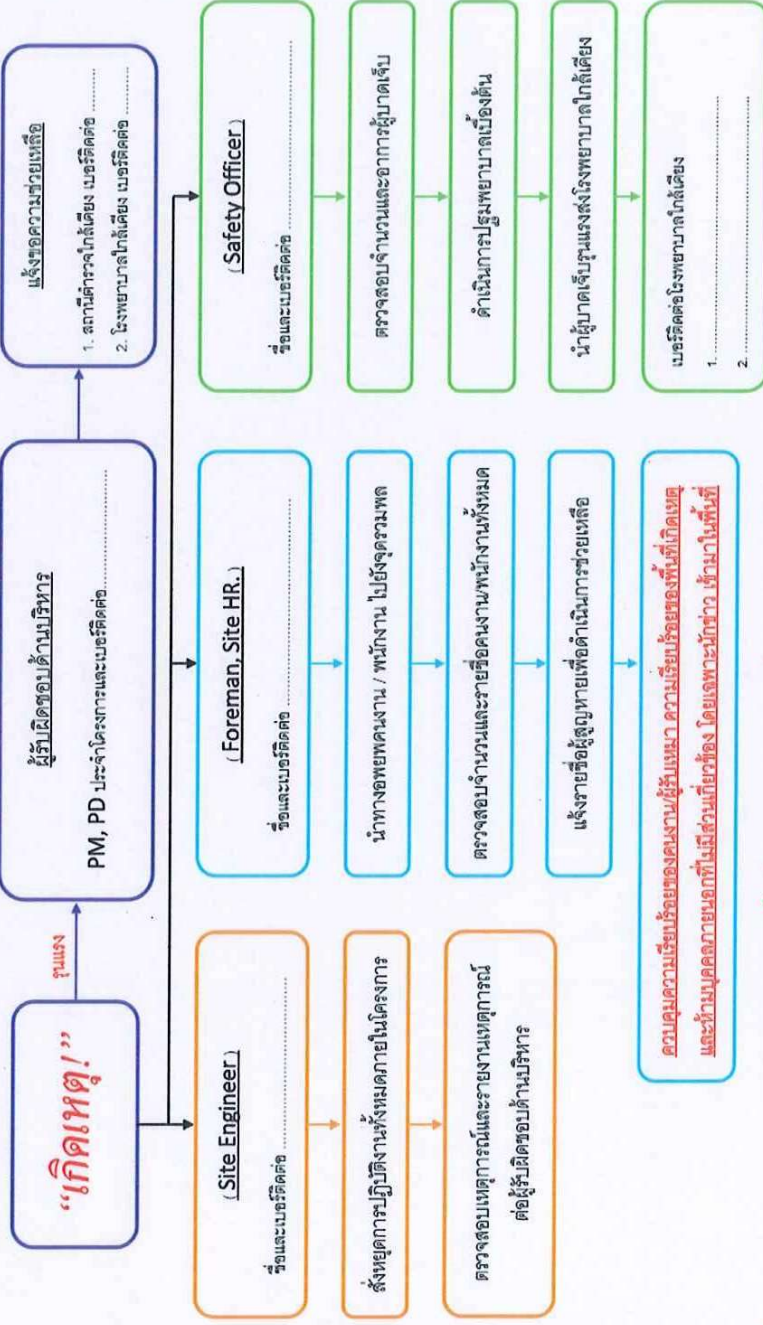 “เกิดเหตุ!”
รุนแรง
ผู้รับผิดชอบด้านบริหาร
PM, PD ประจำโครงการและเบอร์ติดต่อ..............................
แจ้งขอความช่วยเหลือ
1. สถานีตำรวจใกล้เคียง เบอร์ติดต่อ ............
2. โรงพยาบาลใกล้เคียง เบอร์ติดต่อ ............
(Site Engineer)
ชื่อและเบอร์ติดต่อ ..............................
สั่งหยุดการปฏิบัติงานทั้งหมดภายในโครงการ
ตรวจสอบเหตุการณ์และรายงานเหตุการณ์
ต่อผู้รับผิดชอบด้านบริหาร
(Foreman, Site HR.)
ชื่อและเบอร์ติดต่อ ..............................
นำทางอพยพคนงาน / พนักงาน ไปยังจุดรวมพล
ตรวจสอบจำนวนและรายชื่อคนงาน/พนักงานทั้งหมด
แจ้งรายชื่อผู้สูญหายเพื่อดำเนินการช่วยเหลือ
ควบคุมความเรียบร้อยของคนงาน/ผู้รับเหมา ความเรียบร้อยของพื้นที่เกิดเหตุ
และห้ามบุคคลภายนอกที่ไม่มีส่วนเกี่ยวข้อง โดยเฉพาะนักข่าว เข้ามาในพื้นที่
(Safety Officer)
ชื่อและเบอร์ติดต่อ ..............................
ตรวจสอบจำนวนและอาการผู้บาดเจ็บ
ดำเนินการปฐมพยาบาลเบื้องต้น
นำผู้บาดเจ็บรุนแรงส่งโรงพยาบาลใกล้เคียง
เบอร์ติดต่อโรงพยาบาลใกล้เคียง
1. ..............................
2. ..............................